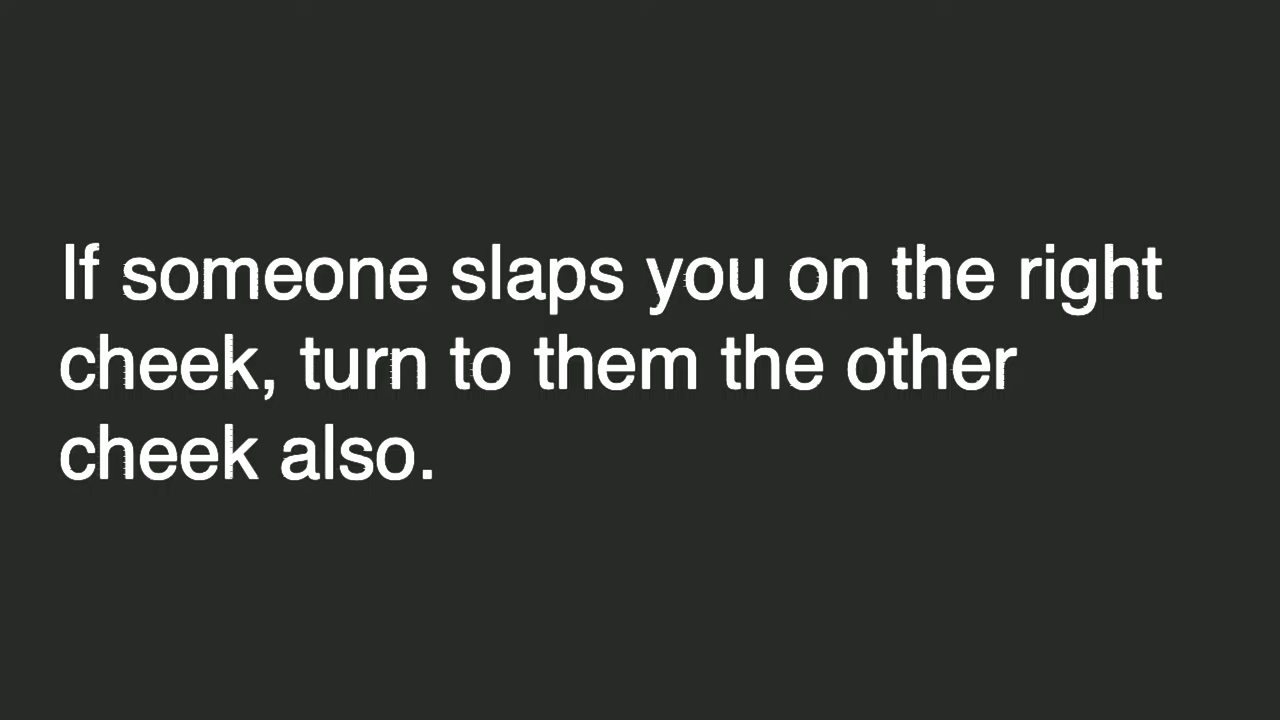 If someone slaps you on the right
cheek, turn to them the other
cheek also.